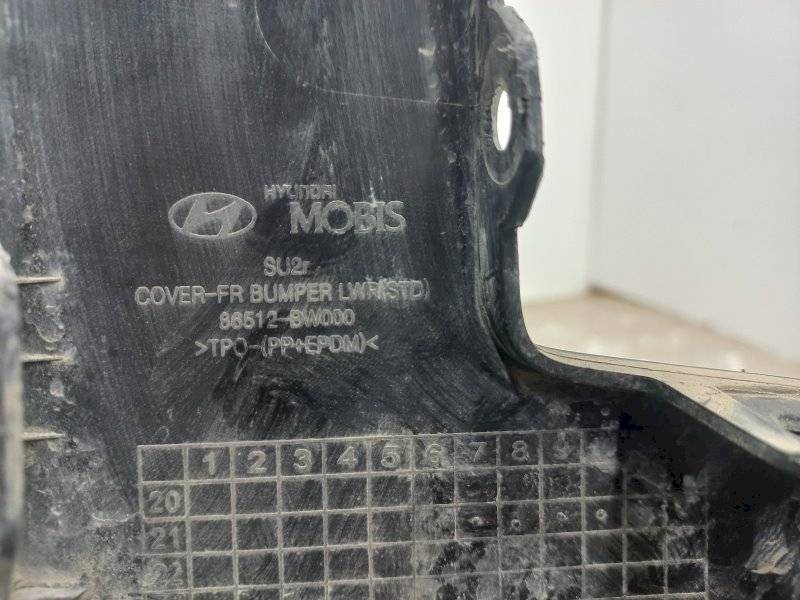 HYUNDAI
MOBIS
SU2r
COVER-FR BUMPER LWR(STD)
86512-BW000
>TPO-(PP+EPDM)<
1 2 3 4 5 6 7 8 9
20
21
22